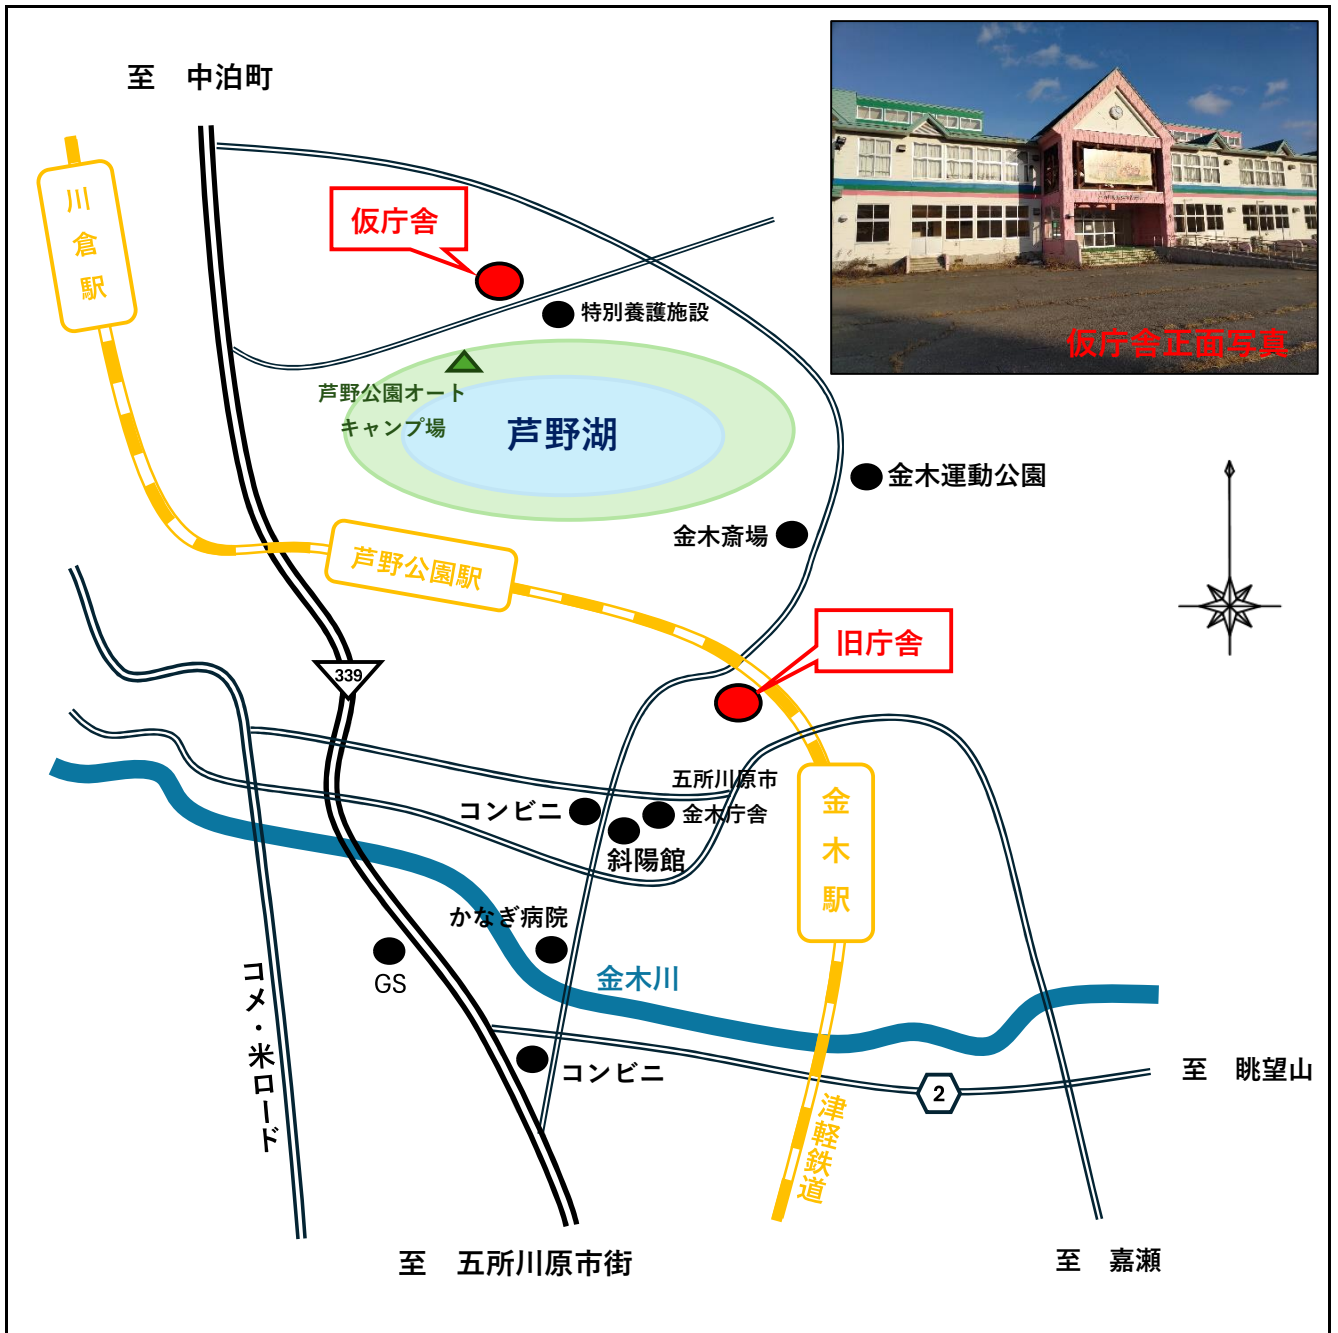 至　中泊町
川倉駅
仮庁舎
特別養護施設
芦野公園オート
キャンプ場
芦野湖
仮庁舎正面写真
金木運動公園
金木斎場
芦野公園駅
旧庁舎
339
五所川原市
金木庁舎
コンビニ
斜陽館
金木駅
かなぎ病院
GS
金木川
コメ・米ロード
コンビニ
至　眺望山
2
津軽鉄道
至　五所川原市街
至　嘉瀬